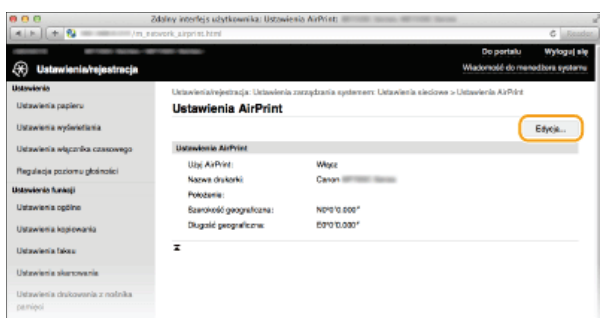 Zdalny interfejs użytkownika: Ustawienia AirPrint:
/m_network_airprint.html
Reader
Do portalu Wyloguj się
Ustawienia/rejestracja
Wiadomość do menedżera systemu
Ustawienia
Ustawienia papieru
Ustawienia wyświetlania
Ustawienia włącznika czasowego
Regulacja poziomu głośności
Ustawienia funkcji
Ustawienia ogólne
Ustawienia kopiowania
Ustawienia faksu
Ustawienia skanowania
Ustawienia drukowania z nośnika
pamięci
Ustawienia/rejestracja: Ustawienia zarządzania systemem: Ustawienia sieciowe > Ustawienia AirPrint
Ustawienia AirPrint
Edycja...
Ustawienia AirPrint
Użyj AirPrint: Włącz
Nazwa drukarki: Canon
Położenie:
Szerokość geograficzna: N0°0'0.000"
Długość geograficzna: E0°0'0.000"